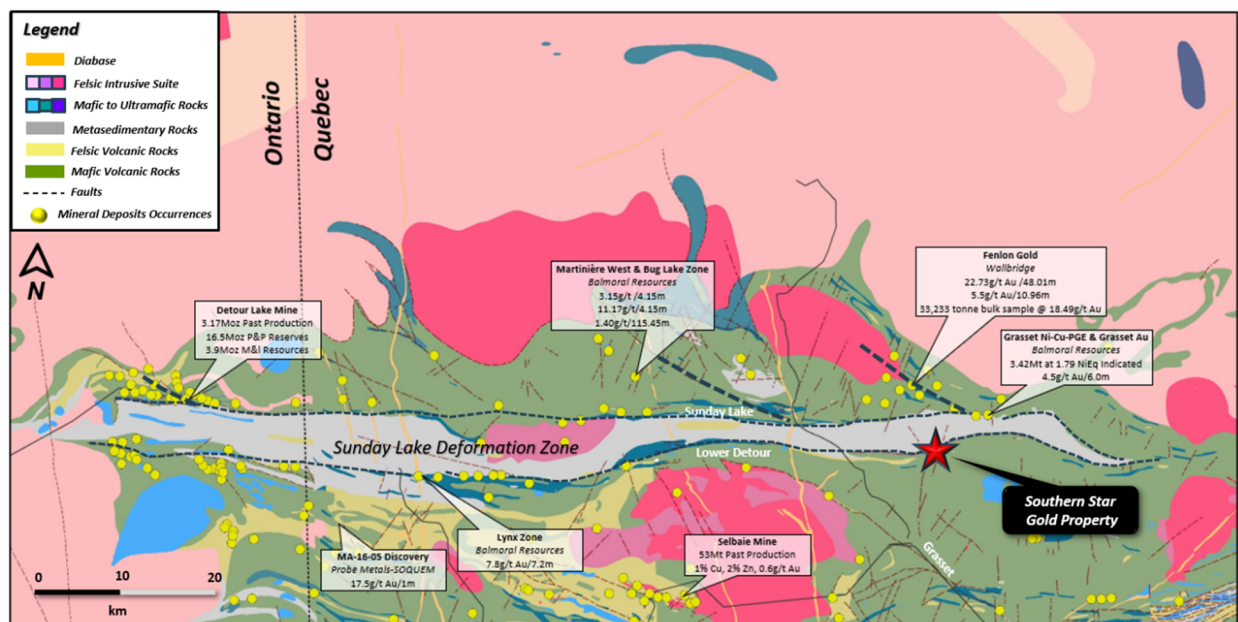 Legend
Diabase
Felsic Intrusive Suite
Mafic to Ultramafic Rocks
Metasedimentary Rocks
Felsic Volcanic Rocks
Mafic Volcanic Rocks
Faults
Mineral Deposits Occurrences
N
Ontario
Quebec
Detour Lake Mine
3.17Moz Past Production
16.5Moz P&P Reserves
3.9Moz M&I Resources
Martinière West & Bug Lake Zone
Balmoral Resources
3.15g/t/4.15m
11.17g/t/4.15m
1.40g/t/115.45m
Fenlon Gold
Wallbridge
22.73g/t Au /48.01m
5.5g/t Au/10.96m
33,233 tonne bulk sample @ 18.49g/t Au
Grasset Ni-Cu-PGE & Grasset Au
Balmoral Resources
3.42Mt at 1.79 NiEq Indicated
4.5g/t Au/6.0m
Sunday Lake
Sunday Lake Deformation Zone
Lower Detour
Southern Star
Gold Property
MA-16-05 Discovery
Probe Metals-SOQUEM
17.5g/t Au/1m
Lynx Zone
Balmoral Resources
7.8g/t Au/7.2m
Selbaie Mine
53Mt Past Production
1% Cu, 2% Zn, 0.6g/t Au
Grasset
0 10 20
km